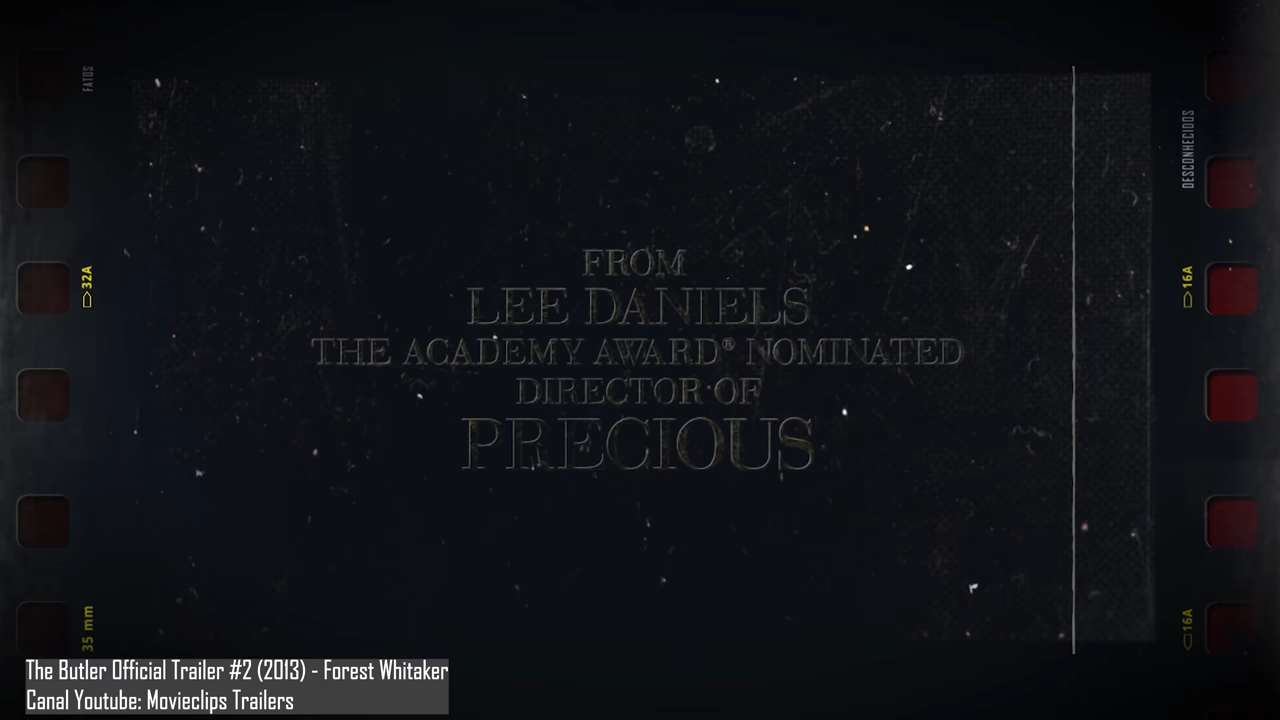 FATOS
DESCONHECIDOS
FROM
LEE DANIELS
32A
16A
THE ACADEMY AWARD® NOMINATED
DIRECTOR OF
PRECIOUS
35 mm
16A
The Butler Official Trailer #2 (2013) - Forest Whitaker
Canal Youtube: Movieclips Trailers